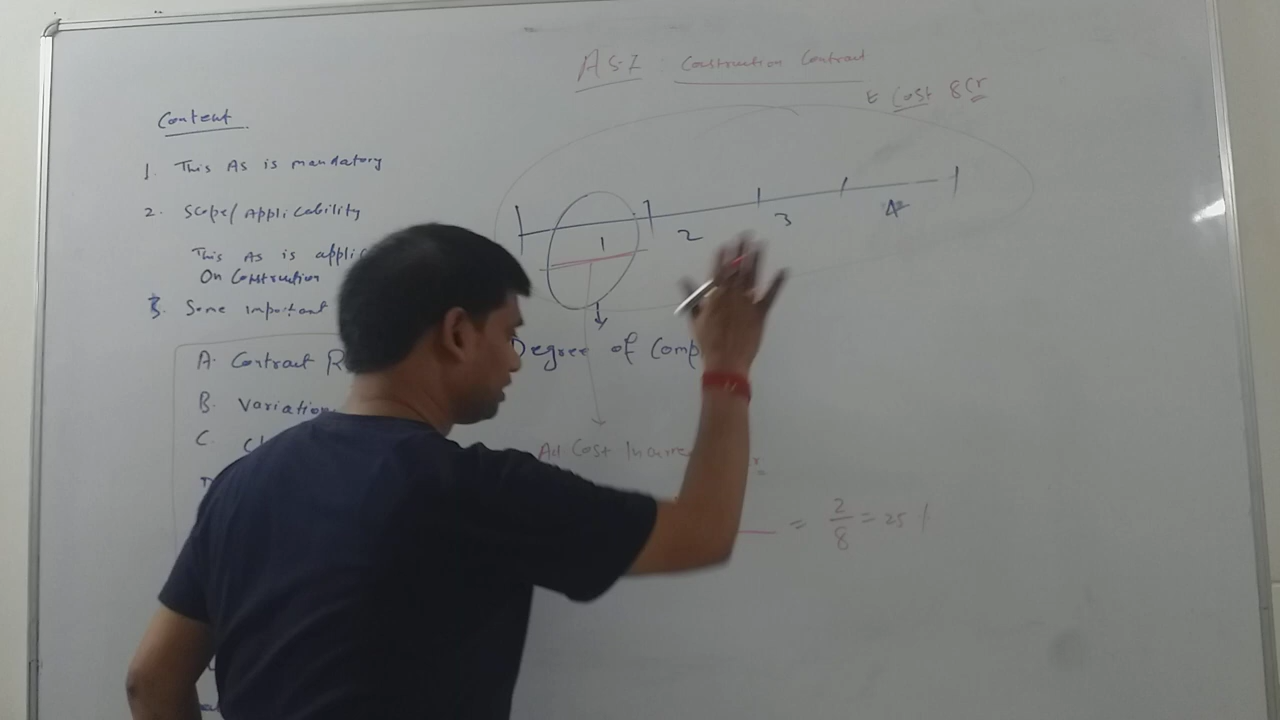 AS-7 : Construction Contract
E Cost 8Cr
Content
1. This AS is mandatory
2. Scope/Applicability
This AS is applic
On Construction
3. Some important
A. Contract R
B. Variation
C. Cl
1 2 3 4
Degree of Comp
Cost Incurre
= 2/8 = 25 %